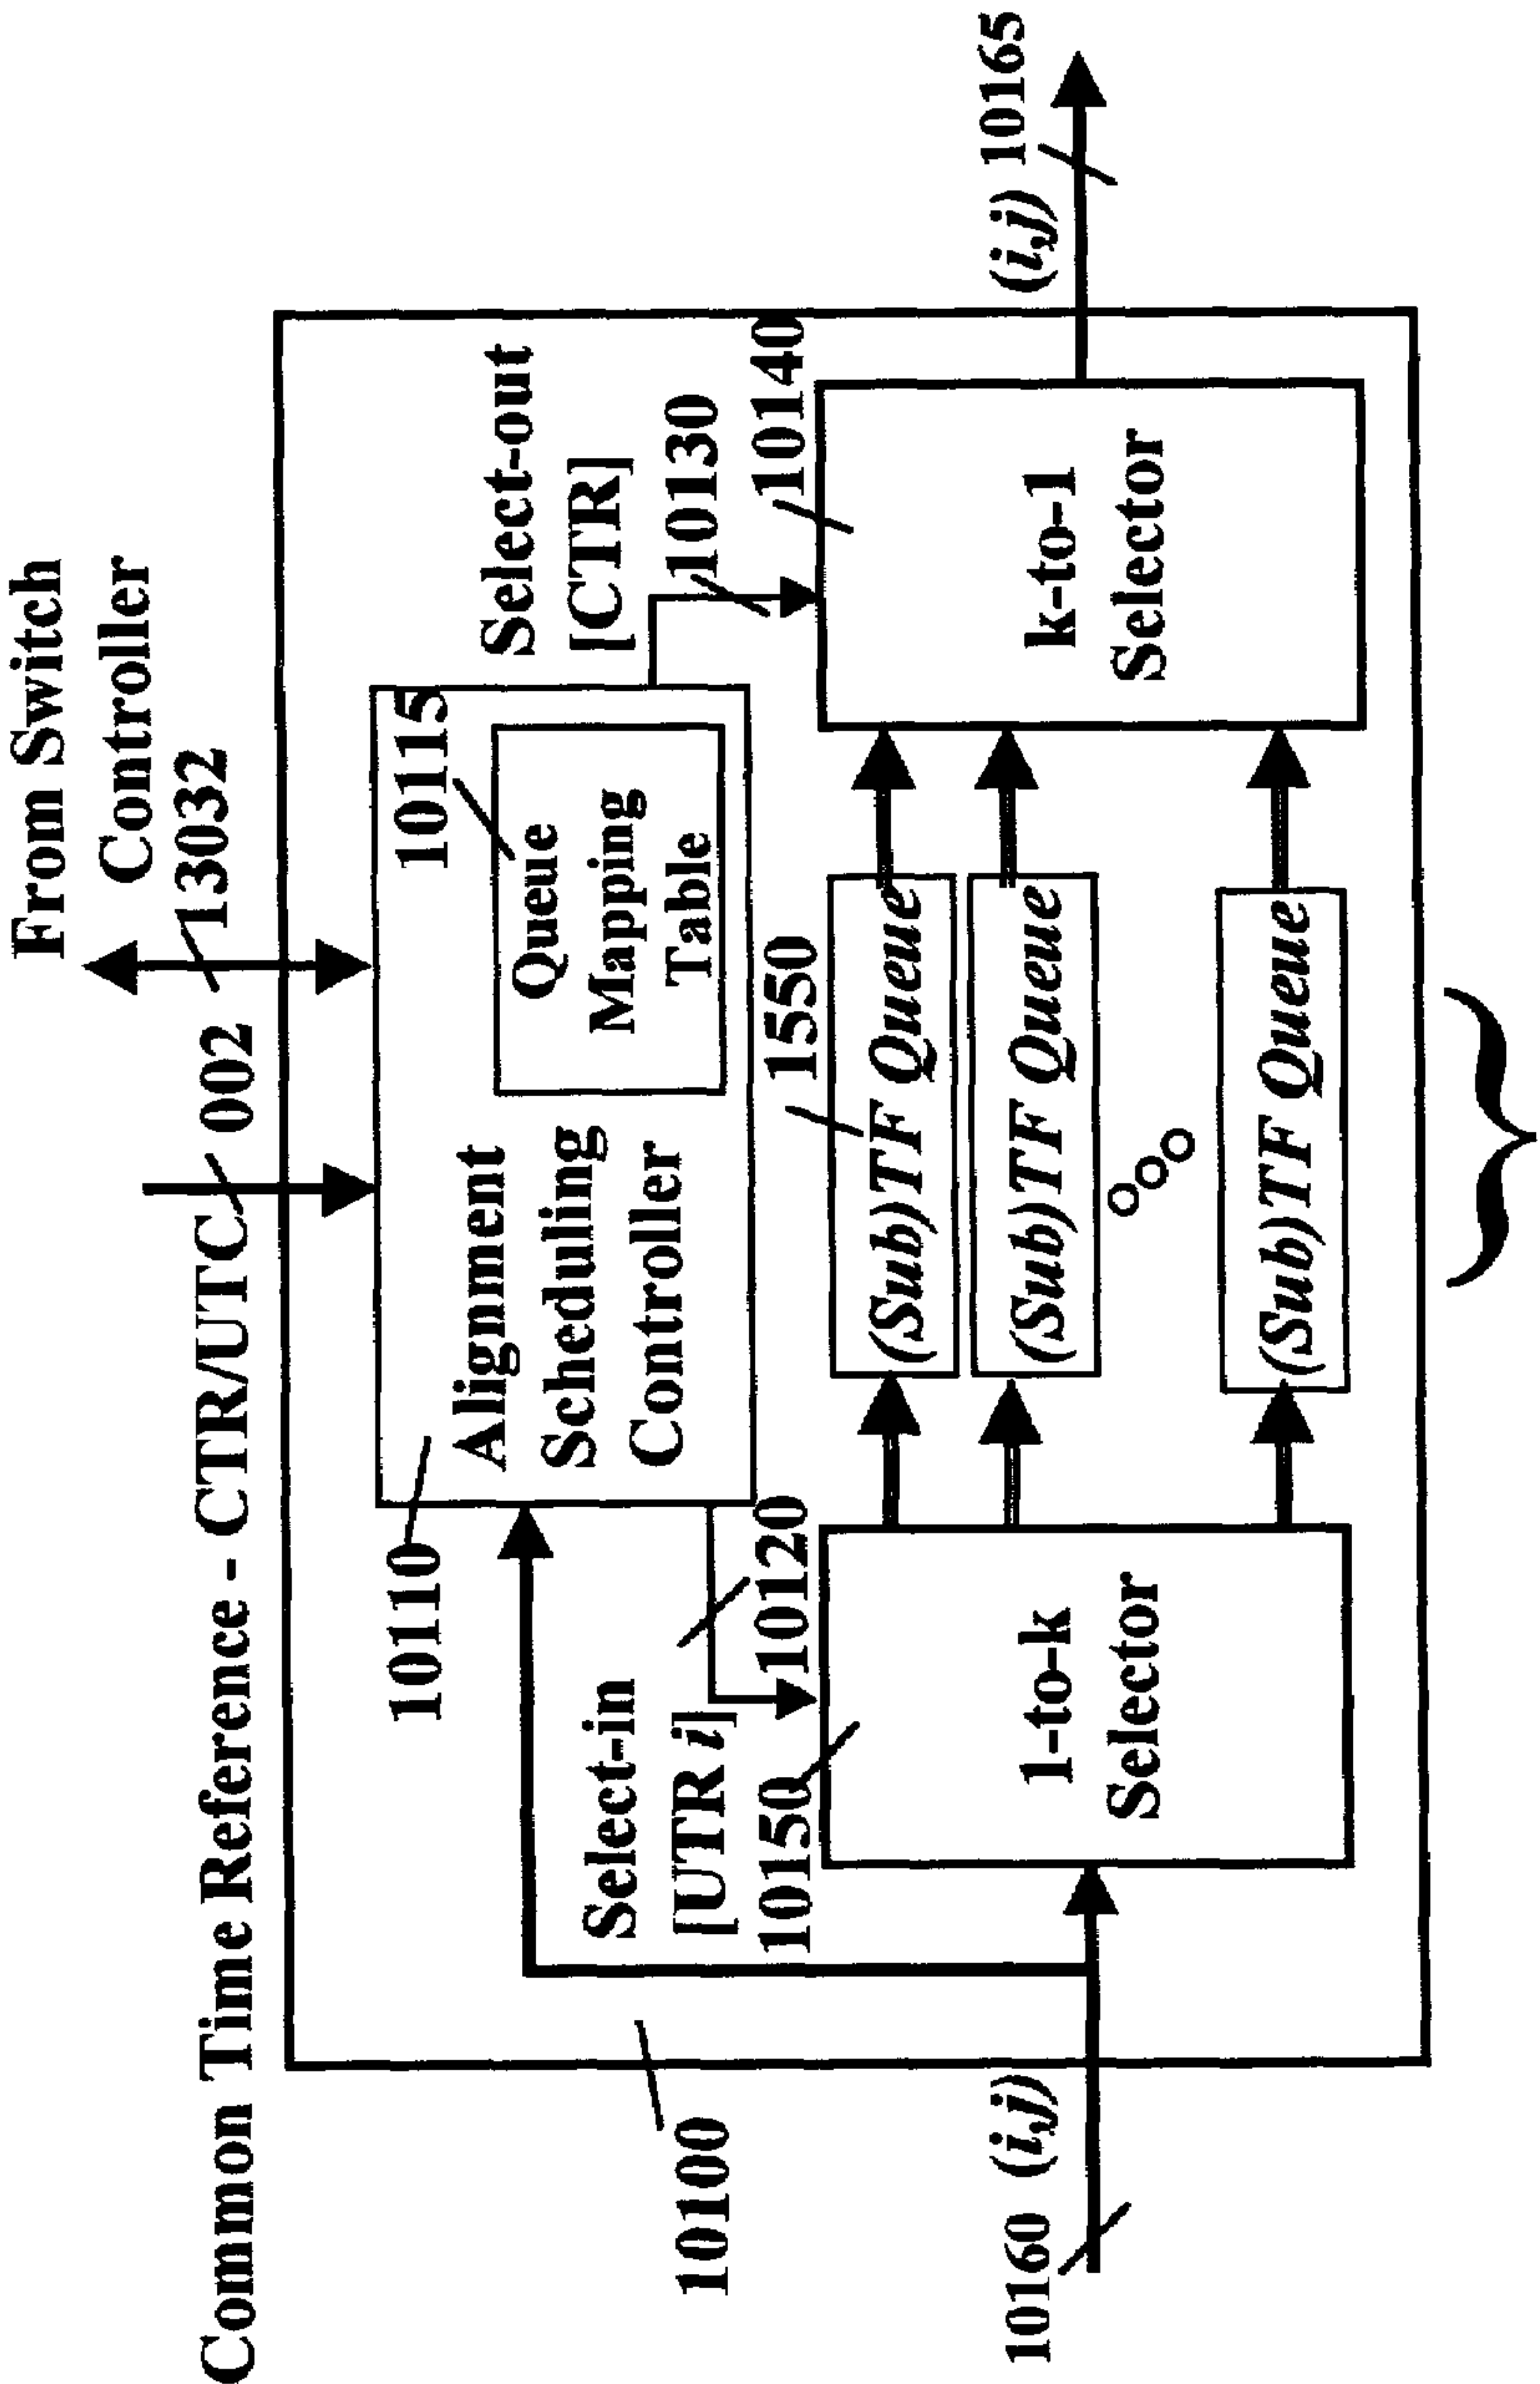 From Switch
Controller
13032
Common Time Reference - CTR/UTC
002
10110
Alignment
Scheduling
Controller
10115
Queue
Mapping
Table
Select-out
[CTR]
10130
10140
Select-in
[UTR i]
10120
10150
1550
10100
(Sub)TF Queue
(Sub)TF Queue
(Sub)TF Queue
1-to-k
Selector
k-to-1
Selector
10160 (i,j)
(i,j) 10165